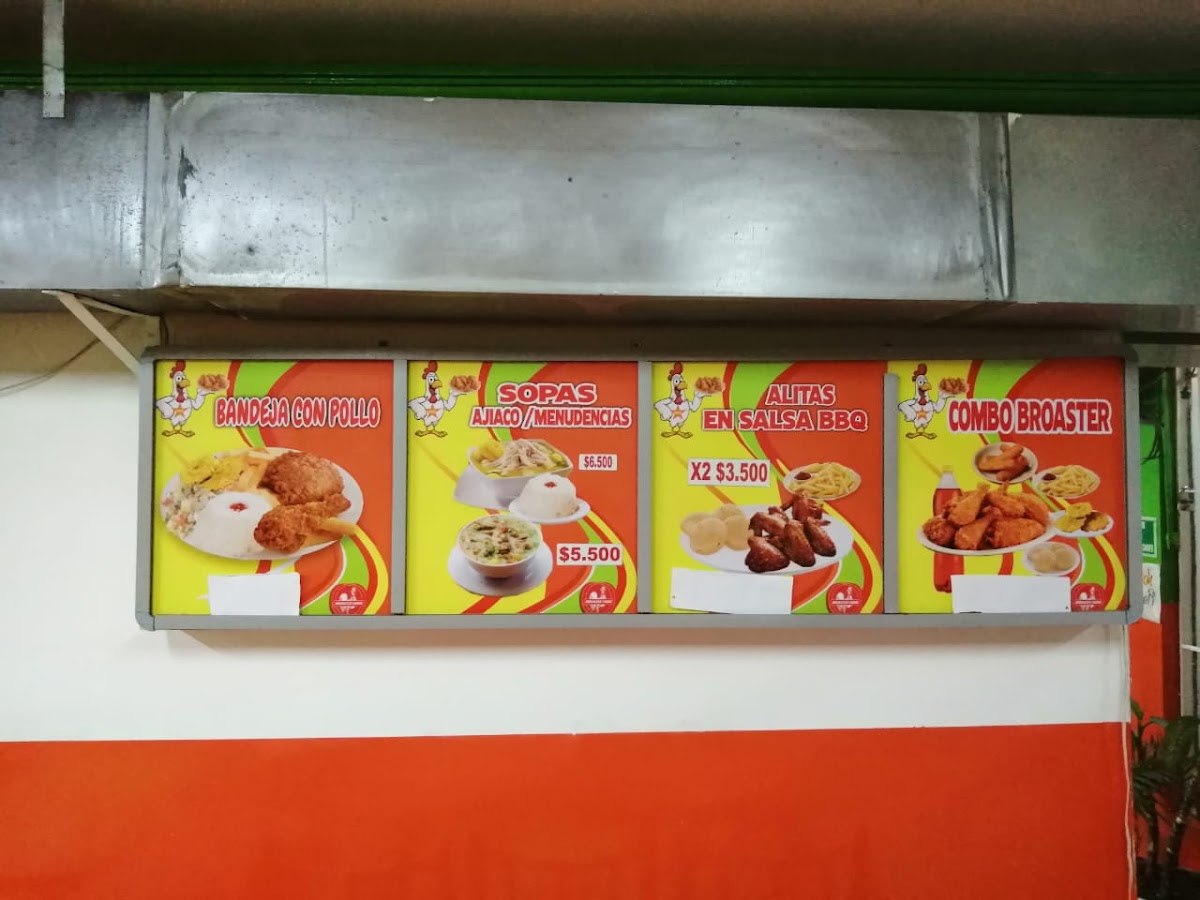 BANDEJA CON POLLO
SOPAS
AJIACO / MENUDENCIAS
$6.500
$5.500
ALITAS
EN SALSA BBQ
X2 $3.500
COMBO BROASTER